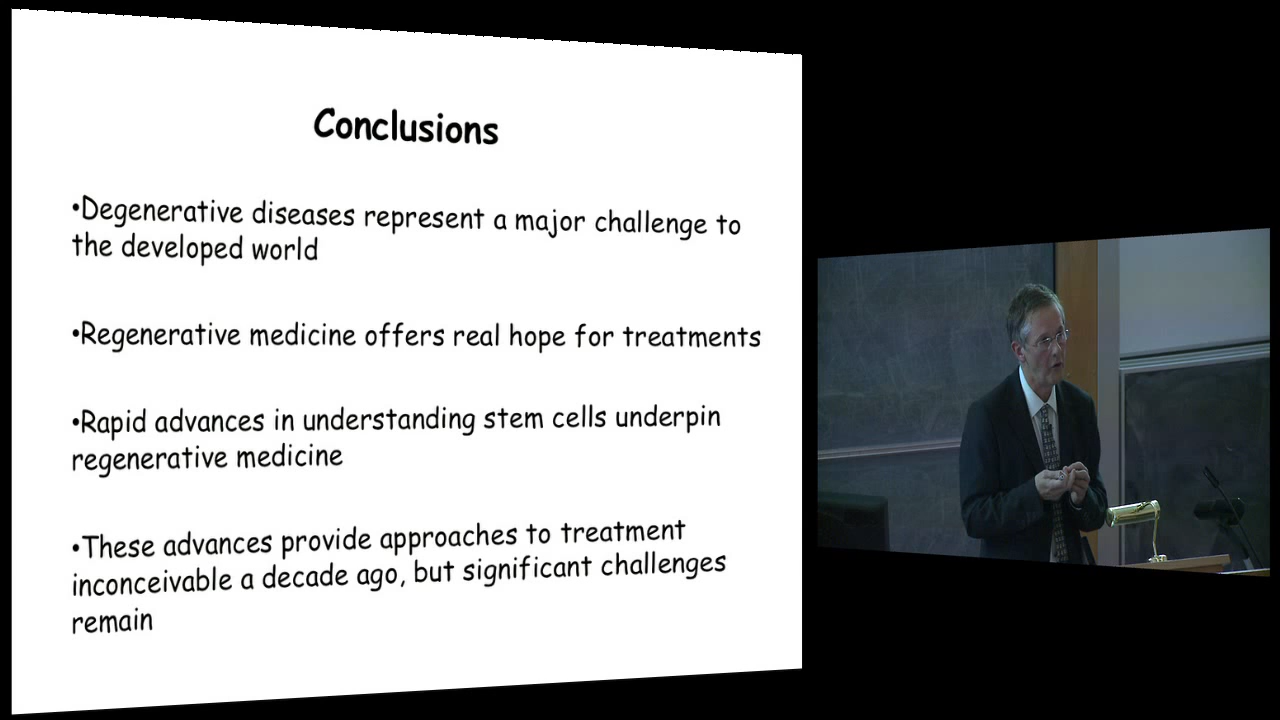 Conclusions
•Degenerative diseases represent a major challenge to
the developed world
•Regenerative medicine offers real hope for treatments
•Rapid advances in understanding stem cells underpin
regenerative medicine
•These advances provide approaches to treatment
inconceivable a decade ago, but significant challenges
remain